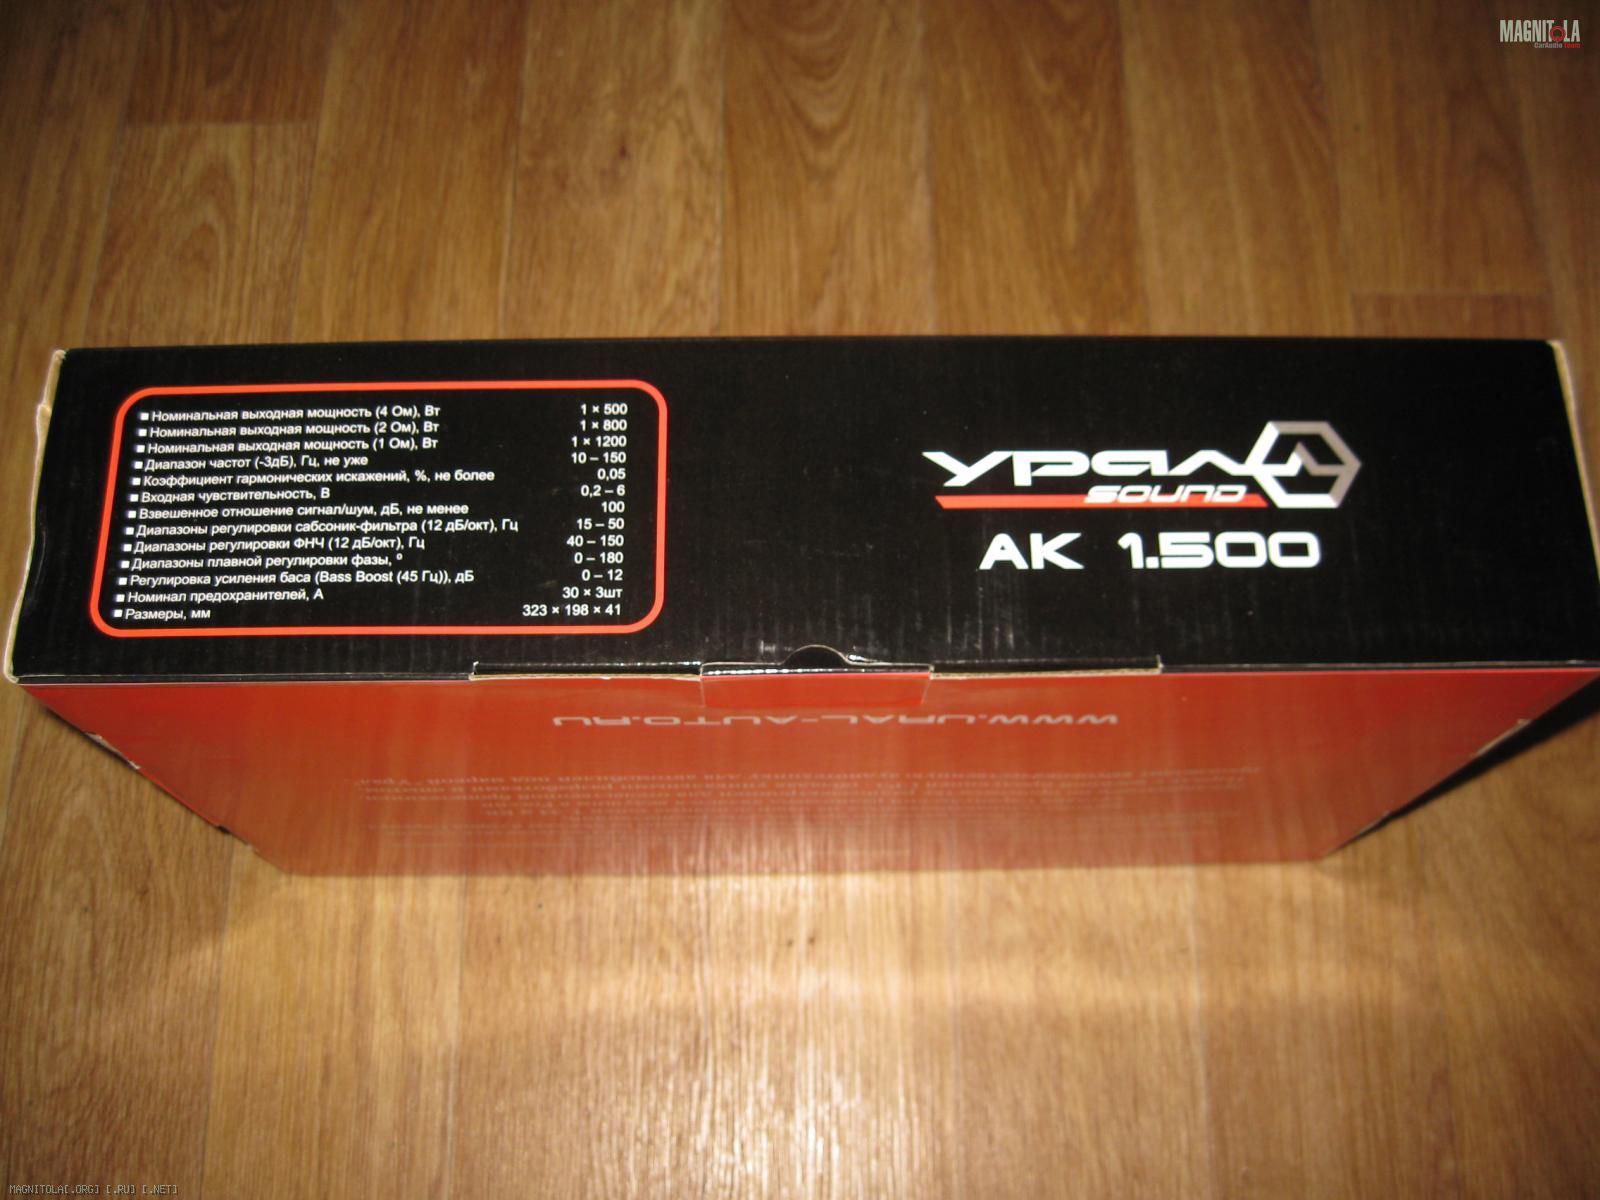 MAGNITOLA
CarAudio Team
■ Номинальная выходная мощность (4 Ом), Вт 1 × 500
■ Номинальная выходная мощность (2 Ом), Вт 1 × 800
■ Номинальная выходная мощность (1 Ом), Вт 1 × 1200
■ Диапазон частот (-3дБ), Гц, не уже 10 – 150
■ Коэффициент гармонических искажений, %, не более 0,05
■ Входная чувствительность, В 0,2 – 6
■ Взвешенное отношение сигнал/шум, дБ, не менее 100
■ Диапазоны регулировки сабсоник-фильтра (12 дБ/окт), Гц 15 – 50
■ Диапазоны регулировки ФНЧ (12 дБ/окт), Гц 40 – 150
■ Диапазоны плавной регулировки фазы, ° 0 – 180
■ Регулировка усиления баса (Bass Boost (45 Гц)), дБ 0 – 12
■ Номинал предохранителей, А 30 × 3шт
■ Размеры, мм 323 × 198 × 41
УРАЛ
SOUND
АК 1.500
WWW.URAL-AUTO.RU
MAGNITOLA[.ORG] [.RU] [.NET]